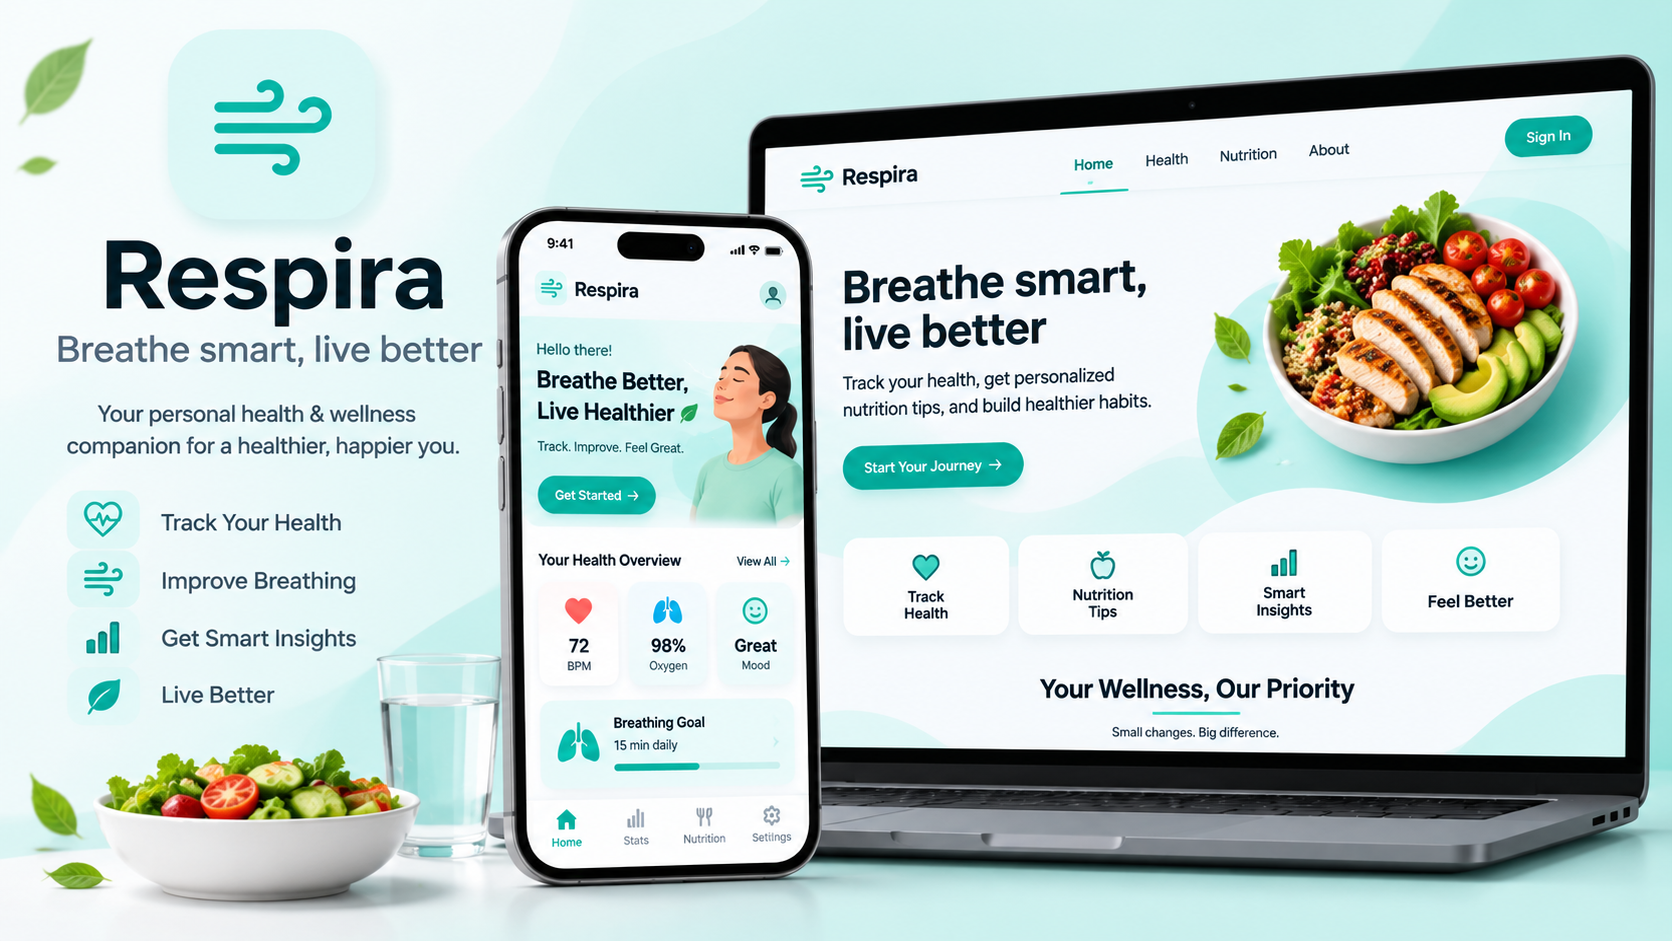 Respira
Breathe smart, live better
Your personal health & wellness
companion for a healthier, happier you.
Track Your Health
Improve Breathing
Get Smart Insights
Live Better
9:41
Respira
Hello there!
Breathe Better,
Live Healthier
Track. Improve. Feel Great.
Get Started →
Your Health Overview
View All →
72
BPM
98%
Oxygen
Great
Mood
Breathing Goal
15 min daily
Home
Stats
Nutrition
Settings
Respira
Home
Health
Nutrition
About
Sign In
Breathe smart,
live better
Track your health, get personalized
nutrition tips, and build healthier habits.
Start Your Journey →
Track
Health
Nutrition
Tips
Smart
Insights
Feel Better
Your Wellness, Our Priority
Small changes. Big difference.